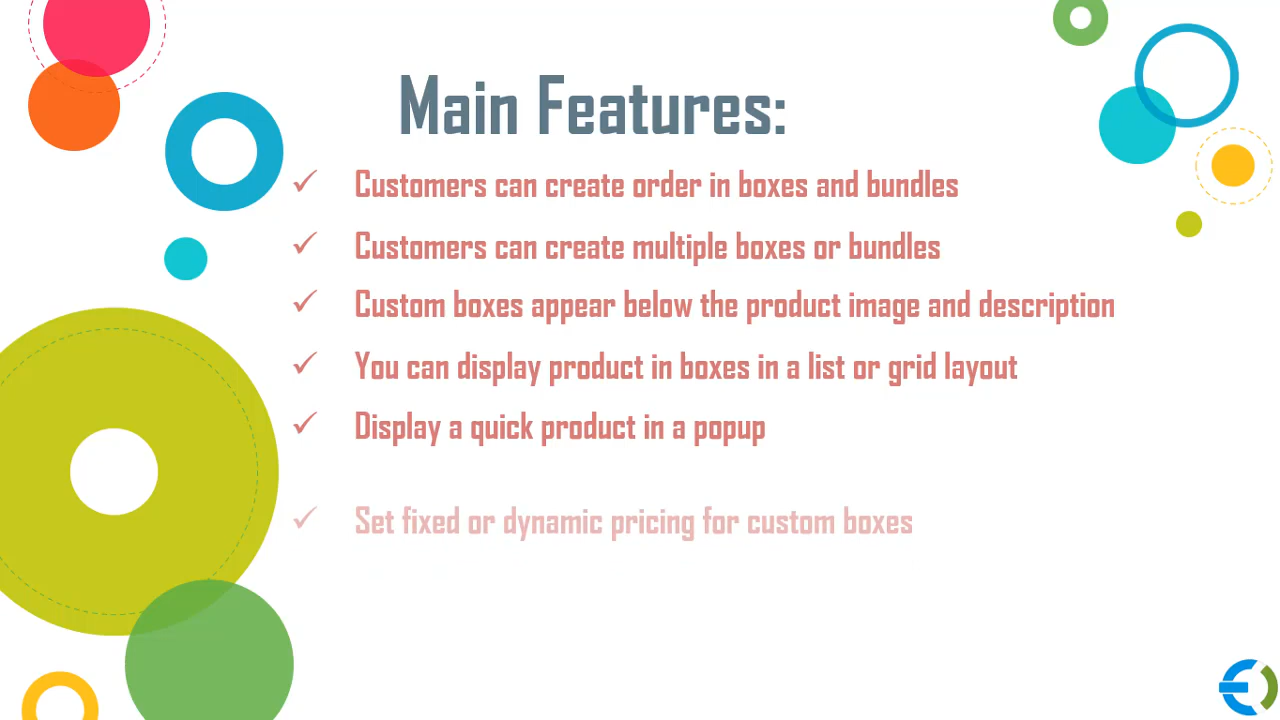 Main Features:
✓ Customers can create order in boxes and bundles
✓ Customers can create multiple boxes or bundles
✓ Custom boxes appear below the product image and description
✓ You can display product in boxes in a list or grid layout
✓ Display a quick product in a popup
✓ Set fixed or dynamic pricing for custom boxes